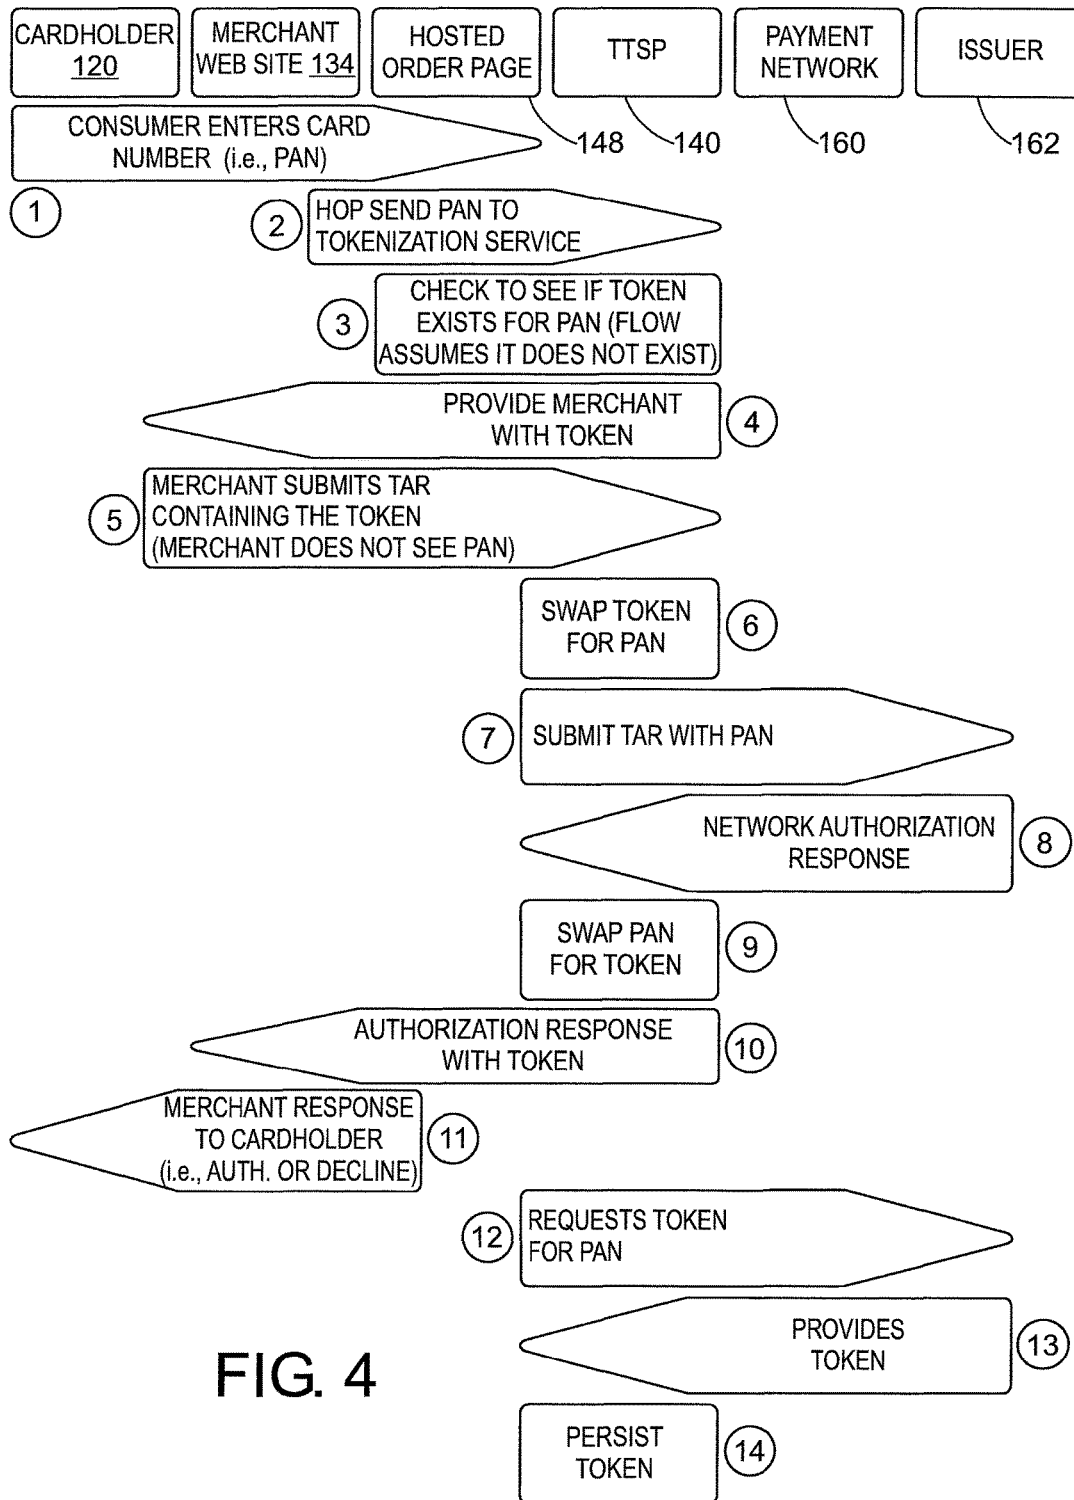 CARDHOLDER
120
MERCHANT
WEB SITE 134
HOSTED
ORDER PAGE
TTSP
PAYMENT
NETWORK
ISSUER
148
140
160
162
CONSUMER ENTERS CARD
NUMBER (i.e., PAN)
1
2
HOP SEND PAN TO
TOKENIZATION SERVICE
3
CHECK TO SEE IF TOKEN
EXISTS FOR PAN (FLOW
ASSUMES IT DOES NOT EXIST)
PROVIDE MERCHANT
WITH TOKEN
4
5
MERCHANT SUBMITS TAR
CONTAINING THE TOKEN
(MERCHANT DOES NOT SEE PAN)
SWAP TOKEN
FOR PAN
6
7
SUBMIT TAR WITH PAN
NETWORK AUTHORIZATION
RESPONSE
8
SWAP PAN
FOR TOKEN
9
AUTHORIZATION RESPONSE
WITH TOKEN
10
MERCHANT RESPONSE
TO CARDHOLDER
(i.e., AUTH. OR DECLINE)
11
12
REQUESTS TOKEN
FOR PAN
PROVIDES
TOKEN
13
PERSIST
TOKEN
14
FIG. 4